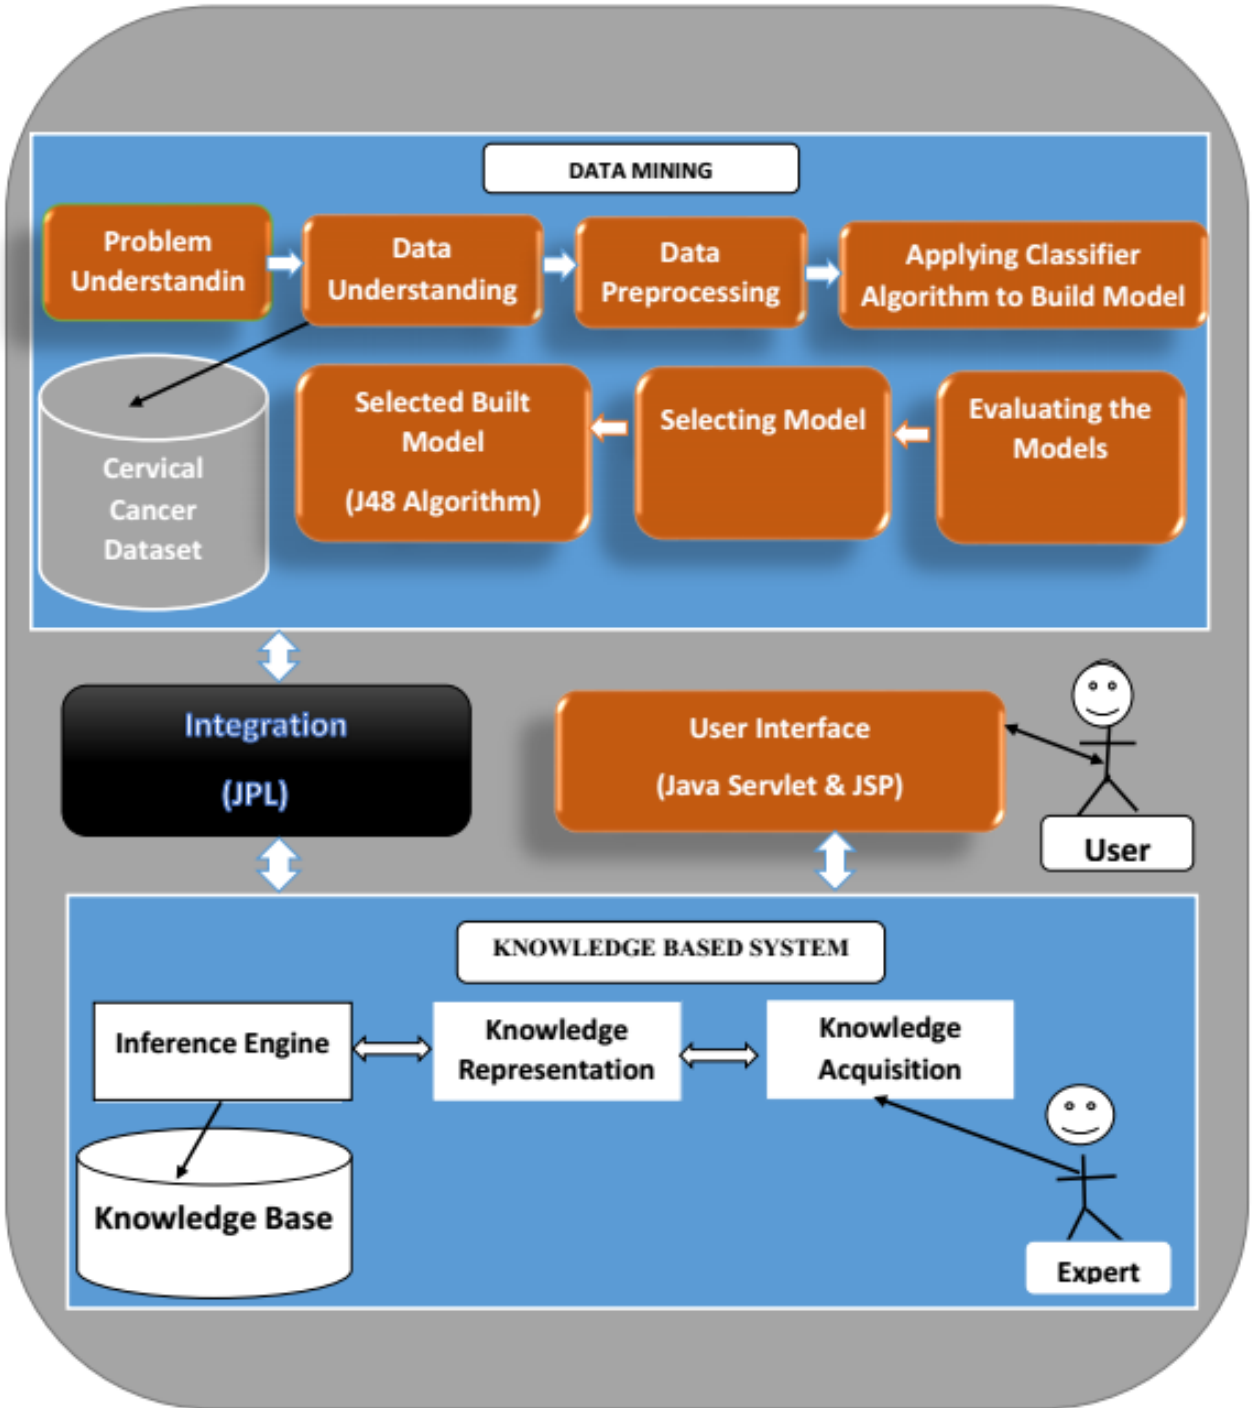 DATA MINING
Problem
Understandin
Data
Understanding
Data
Preprocessing
Applying Classifier
Algorithm to Build Model
Cervical
Cancer
Dataset
Selected Built
Model
(J48 Algorithm)
Selecting Model
Evaluating the
Models
Integration
(JPL)
User Interface
(Java Servlet & JSP)
User
KNOWLEDGE BASED SYSTEM
Inference Engine
Knowledge
Representation
Knowledge
Acquisition
Knowledge Base
Expert